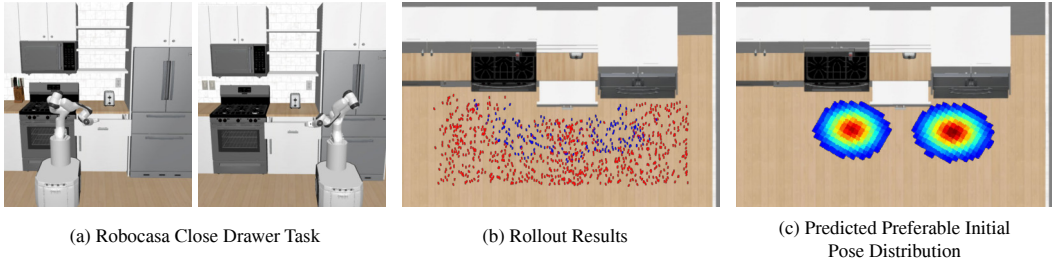 (a) Robocasa Close Drawer Task
(b) Rollout Results
(c) Predicted Preferable Initial
Pose Distribution